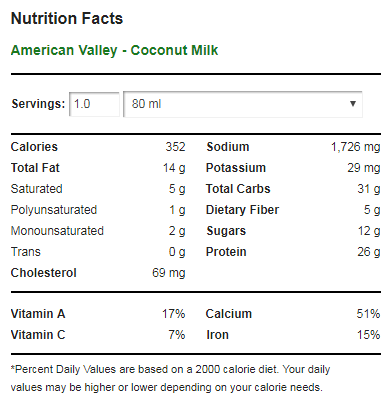 Nutrition Facts
American Valley - Coconut Milk
Servings: 1.0 80 ml
Calories 352 Sodium 1,726 mg
Total Fat 14 g Potassium 29 mg
Saturated 5 g Total Carbs 31 g
Polyunsaturated 1 g Dietary Fiber 5 g
Monounsaturated 2 g Sugars 12 g
Trans 0 g Protein 26 g
Cholesterol 69 mg
Vitamin A 17% Calcium 51%
Vitamin C 7% Iron 15%
*Percent Daily Values are based on a 2000 calorie diet. Your daily
values may be higher or lower depending on your calorie needs.